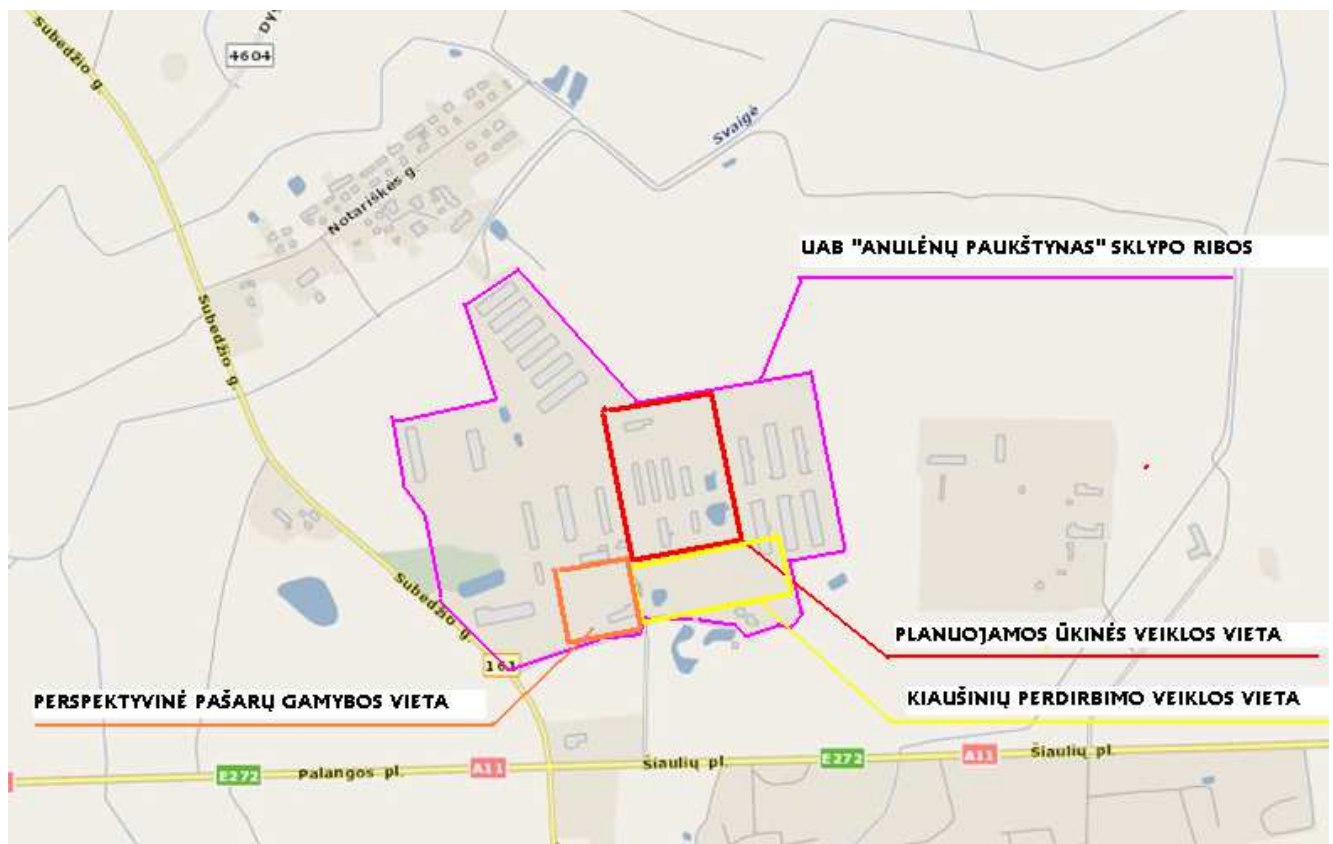 Subedžio g.
4604
Svaigė
Notariškės g.
UAB "ANULĖNŲ PAUKŠTYNAS" SKLYPO RIBOS
Subedžio g.
Subedžio g.
161
PLANUOJAMOS ŪKINĖS VEIKLOS VIETA
PERSPEKTYVINĖ PAŠARŲ GAMYBOS VIETA
KIAUŠINIŲ PERDIRBIMO VEIKLOS VIETA
E272 Palangos pl. A11 Šiaulių pl. E272 A11 Šiaulių pl.